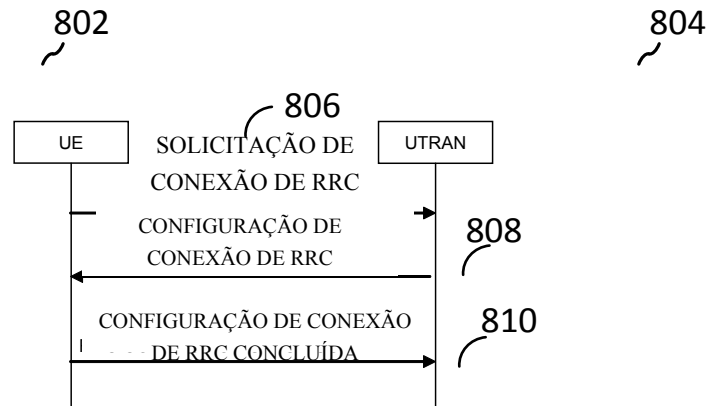 802
804
806
UE
SOLICITAÇÃO DE
CONEXÃO DE RRC
UTRAN
CONFIGURAÇÃO DE
CONEXÃO DE RRC
808
CONFIGURAÇÃO DE CONEXÃO
DE RRC CONCLUÍDA
810